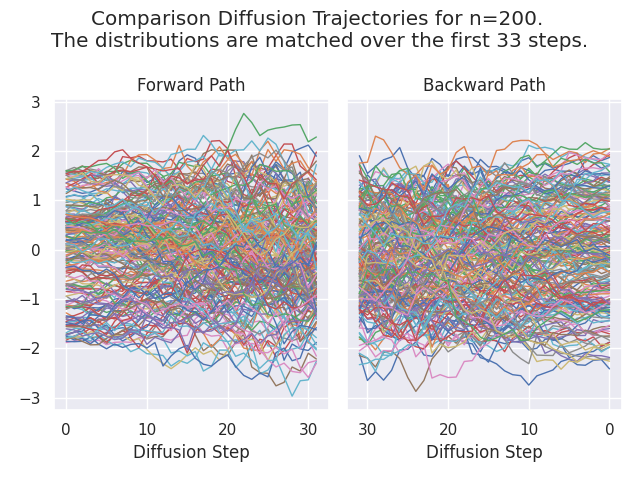 Comparison Diffusion Trajectories for n=200.
The distributions are matched over the first 33 steps.
Forward Path
Backward Path
3
2
1
0
−1
−2
−3
0 10 20 30
30 20 10 0
Diffusion Step
Diffusion Step